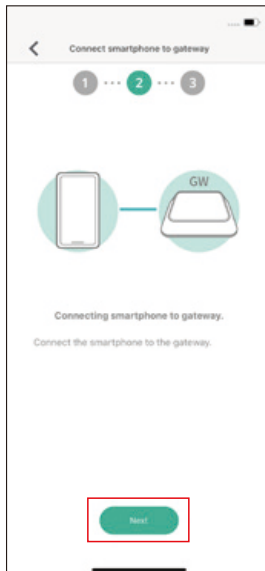 Connect smartphone to gateway
1 ... 2 ... 3
GW
Connecting smartphone to gateway.
Connect the smartphone to the gateway.
Next